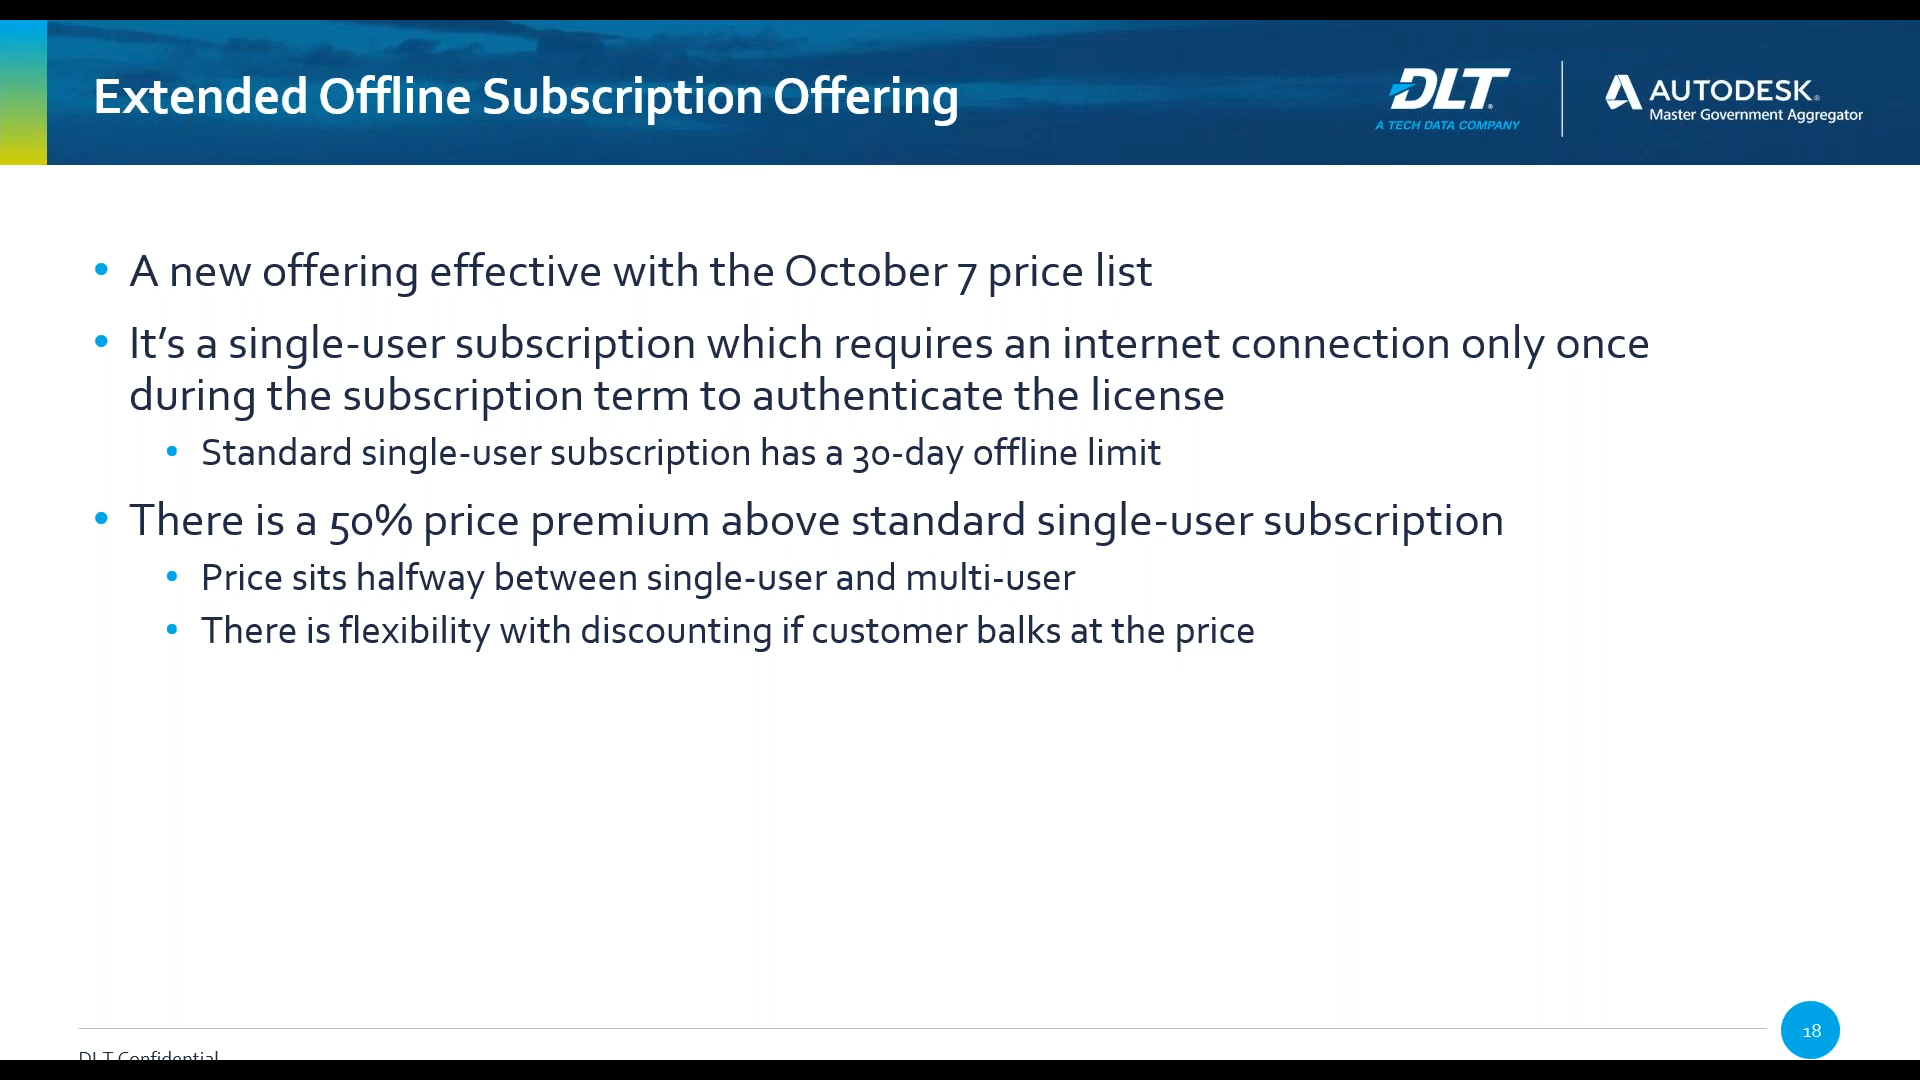 Extended Offline Subscription Offering
DLT®
A TECH DATA COMPANY
AUTODESK®
Master Government Aggregator
• A new offering effective with the October 7 price list
• It’s a single-user subscription which requires an internet connection only once
during the subscription term to authenticate the license
• Standard single-user subscription has a 30-day offline limit
• There is a 50% price premium above standard single-user subscription
• Price sits halfway between single-user and multi-user
• There is flexibility with discounting if customer balks at the price
18
DLT Confidential